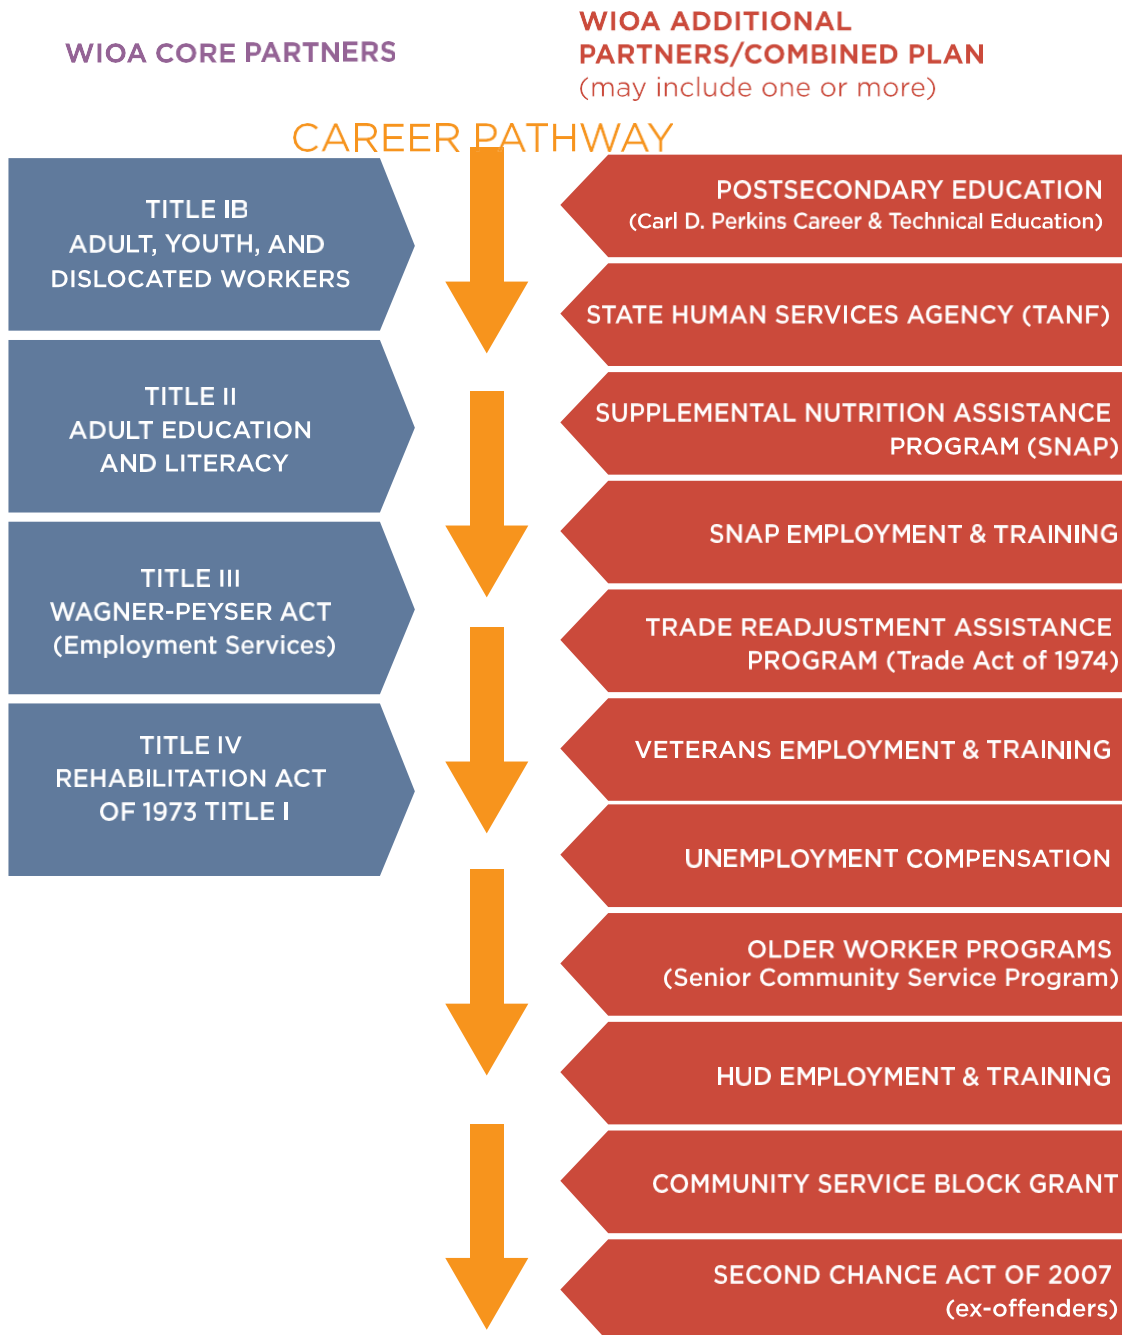 WIOA CORE PARTNERS
WIOA ADDITIONAL
PARTNERS/COMBINED PLAN
(may include one or more)
CAREER PATHWAY
TITLE IB
ADULT, YOUTH, AND
DISLOCATED WORKERS
TITLE II
ADULT EDUCATION
AND LITERACY
TITLE III
WAGNER-PEYSER ACT
(Employment Services)
TITLE IV
REHABILITATION ACT
OF 1973 TITLE I
POSTSECONDARY EDUCATION
(Carl D. Perkins Career & Technical Education)
STATE HUMAN SERVICES AGENCY (TANF)
SUPPLEMENTAL NUTRITION ASSISTANCE
PROGRAM (SNAP)
SNAP EMPLOYMENT & TRAINING
TRADE READJUSTMENT ASSISTANCE
PROGRAM (Trade Act of 1974)
VETERANS EMPLOYMENT & TRAINING
UNEMPLOYMENT COMPENSATION
OLDER WORKER PROGRAMS
(Senior Community Service Program)
HUD EMPLOYMENT & TRAINING
COMMUNITY SERVICE BLOCK GRANT
SECOND CHANCE ACT OF 2007
(ex-offenders)